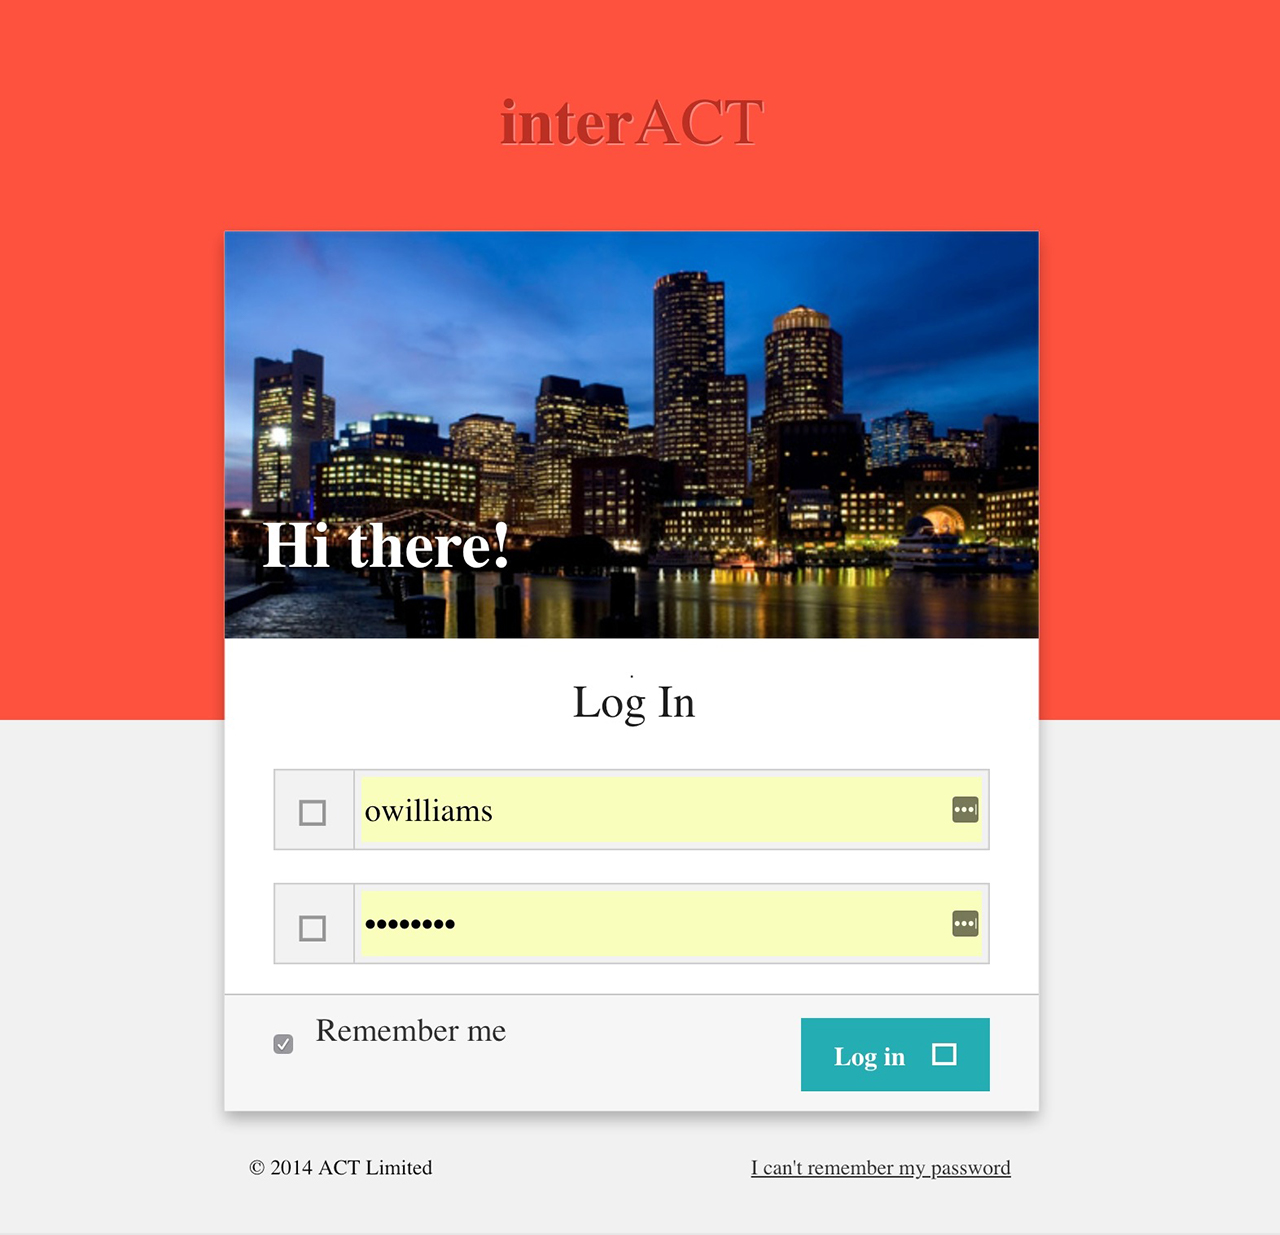 interACT
Hi there!
Log In
owilliams
••••••••
Remember me
Log in
© 2014 ACT Limited
I can't remember my password